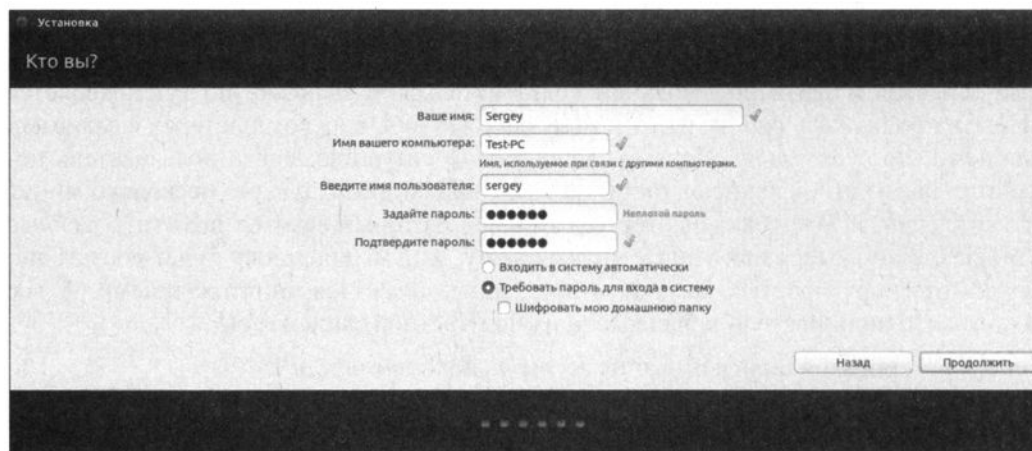 Установка
Кто вы?
Ваше имя: Sergey
Имя вашего компьютера: Test-PC
Имя, используемое при связи с другими компьютерами.
Введите имя пользователя: sergey
Задайте пароль: ●●●●●● Неплохой пароль
Подтвердите пароль: ●●●●●●
Входить в систему автоматически
Требовать пароль для входа в систему
Шифровать мою домашнюю папку
Назад Продолжить